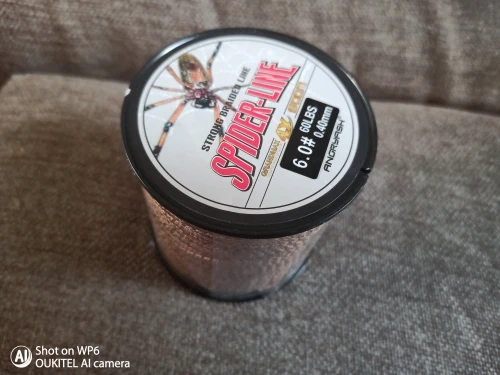 STRONG BRAIDED LINE
SPIDER-LINE
6.0# 60LBS
0.40mm
ANGRYFISH
Shot on WP6
OUKITEL AI camera